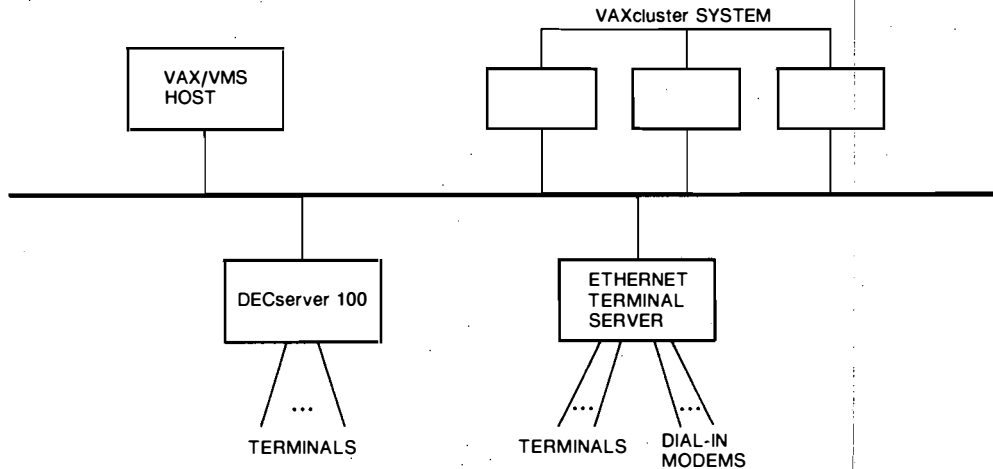 VAXcluster SYSTEM
VAX/VMS
HOST
DECserver 100
ETHERNET
TERMINAL
SERVER
...
...
...
TERMINALS
TERMINALS
DIAL-IN
MODEMS